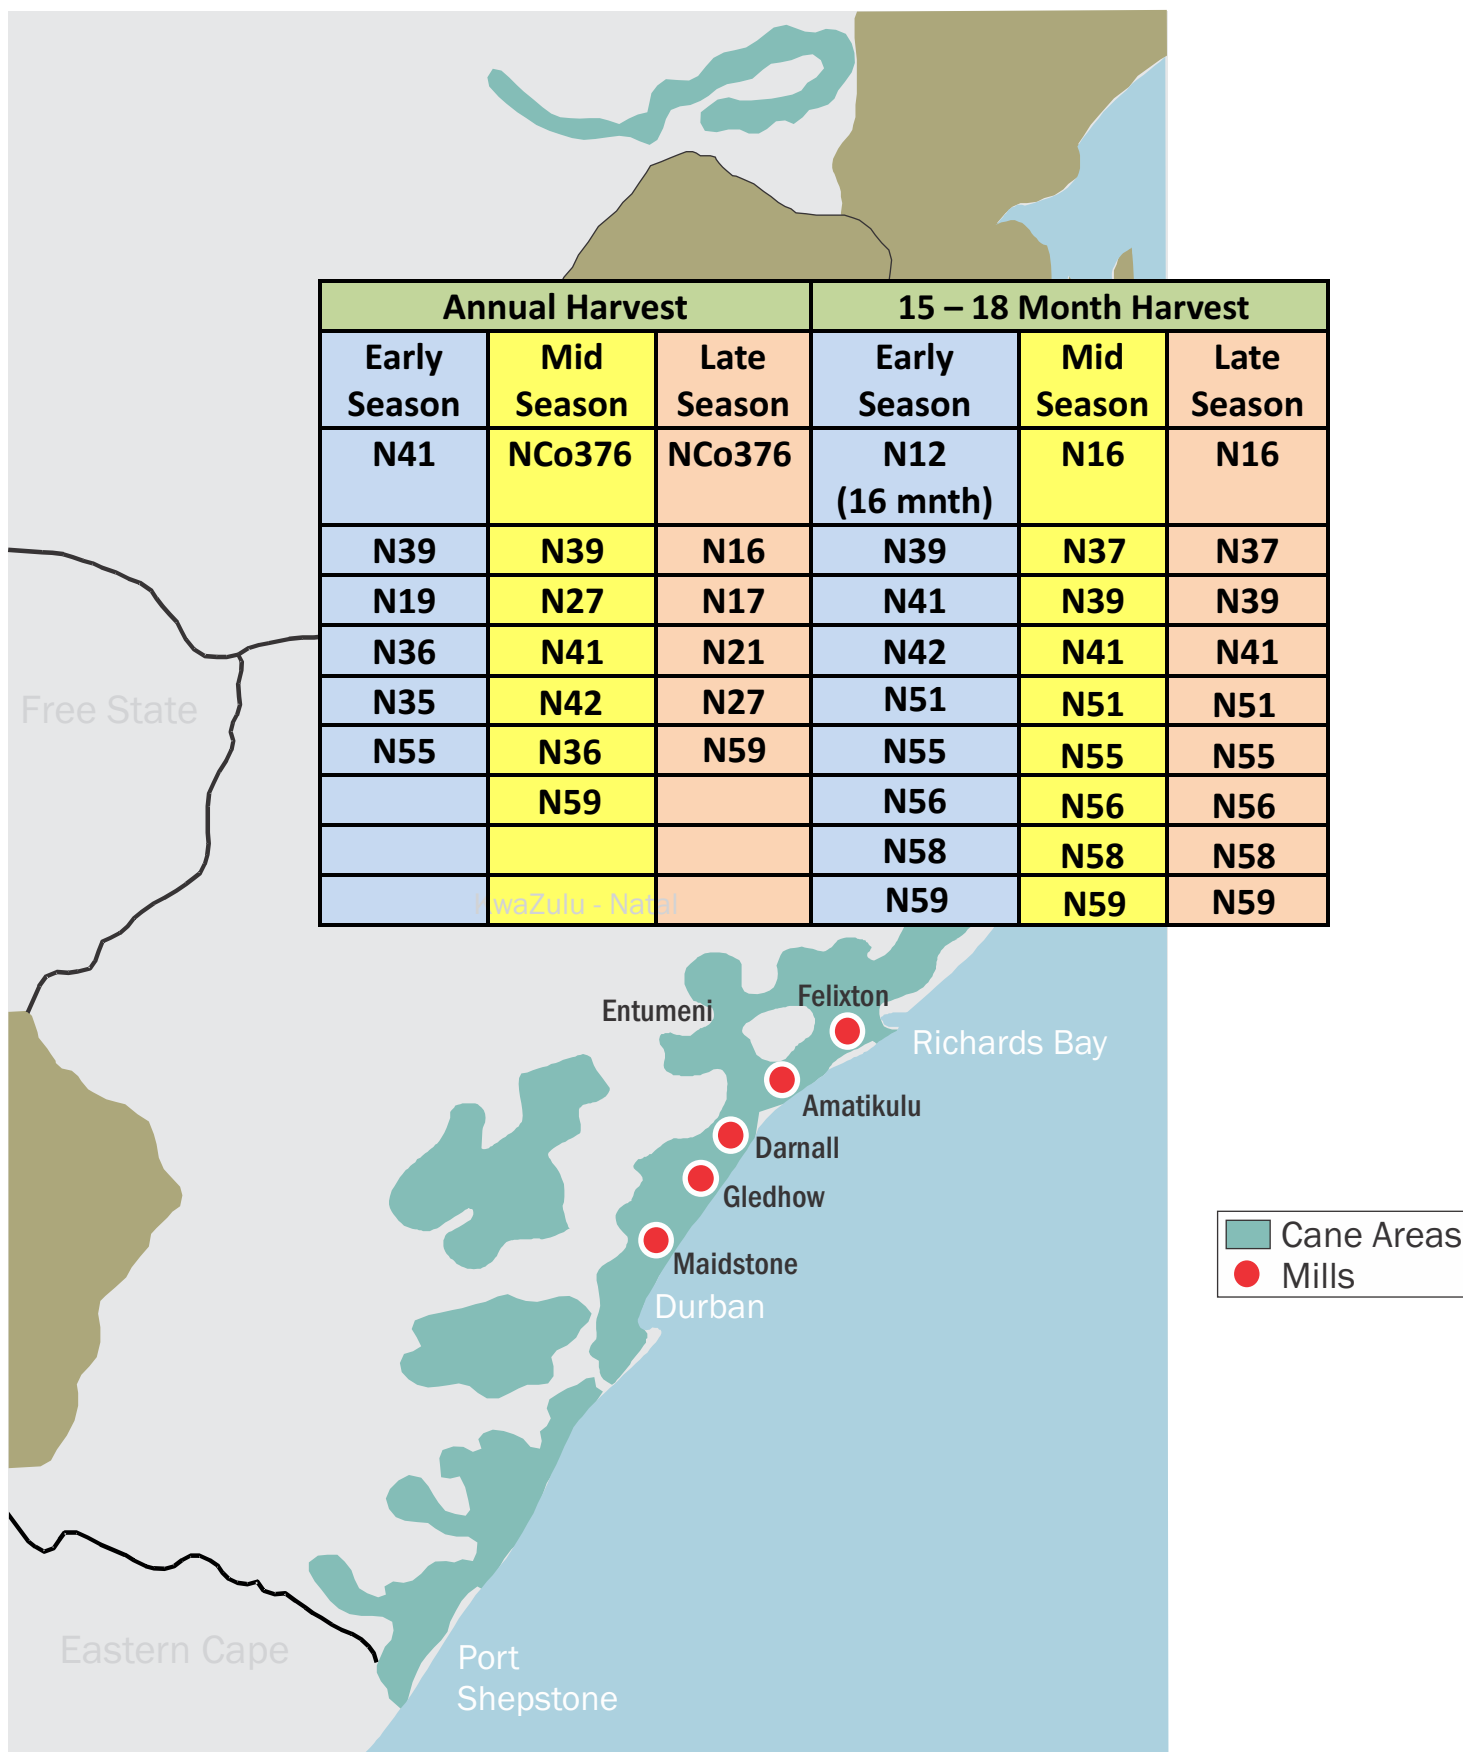 Annual Harvest 15 – 18 Month Harvest
Early Season Mid Season Late Season Early Season Mid Season Late Season
N41 NCo376 NCo376 N12 (16 mnth) N16 N16
N39 N39 N16 N39 N37 N37
N19 N27 N17 N41 N39 N39
N36 N41 N21 N42 N41 N41
N35 N42 N27 N51 N51 N51
N55 N36 N59 N55 N55 N55
N59 N56 N56 N56
N58 N58 N58
N59 N59 N59
Free State
KwaZulu - Natal
Entumeni
Felixton
Richards Bay
Amatikulu
Darnall
Gledhow
Maidstone
Durban
Cane Areas
Mills
Eastern Cape
Port
Shepstone